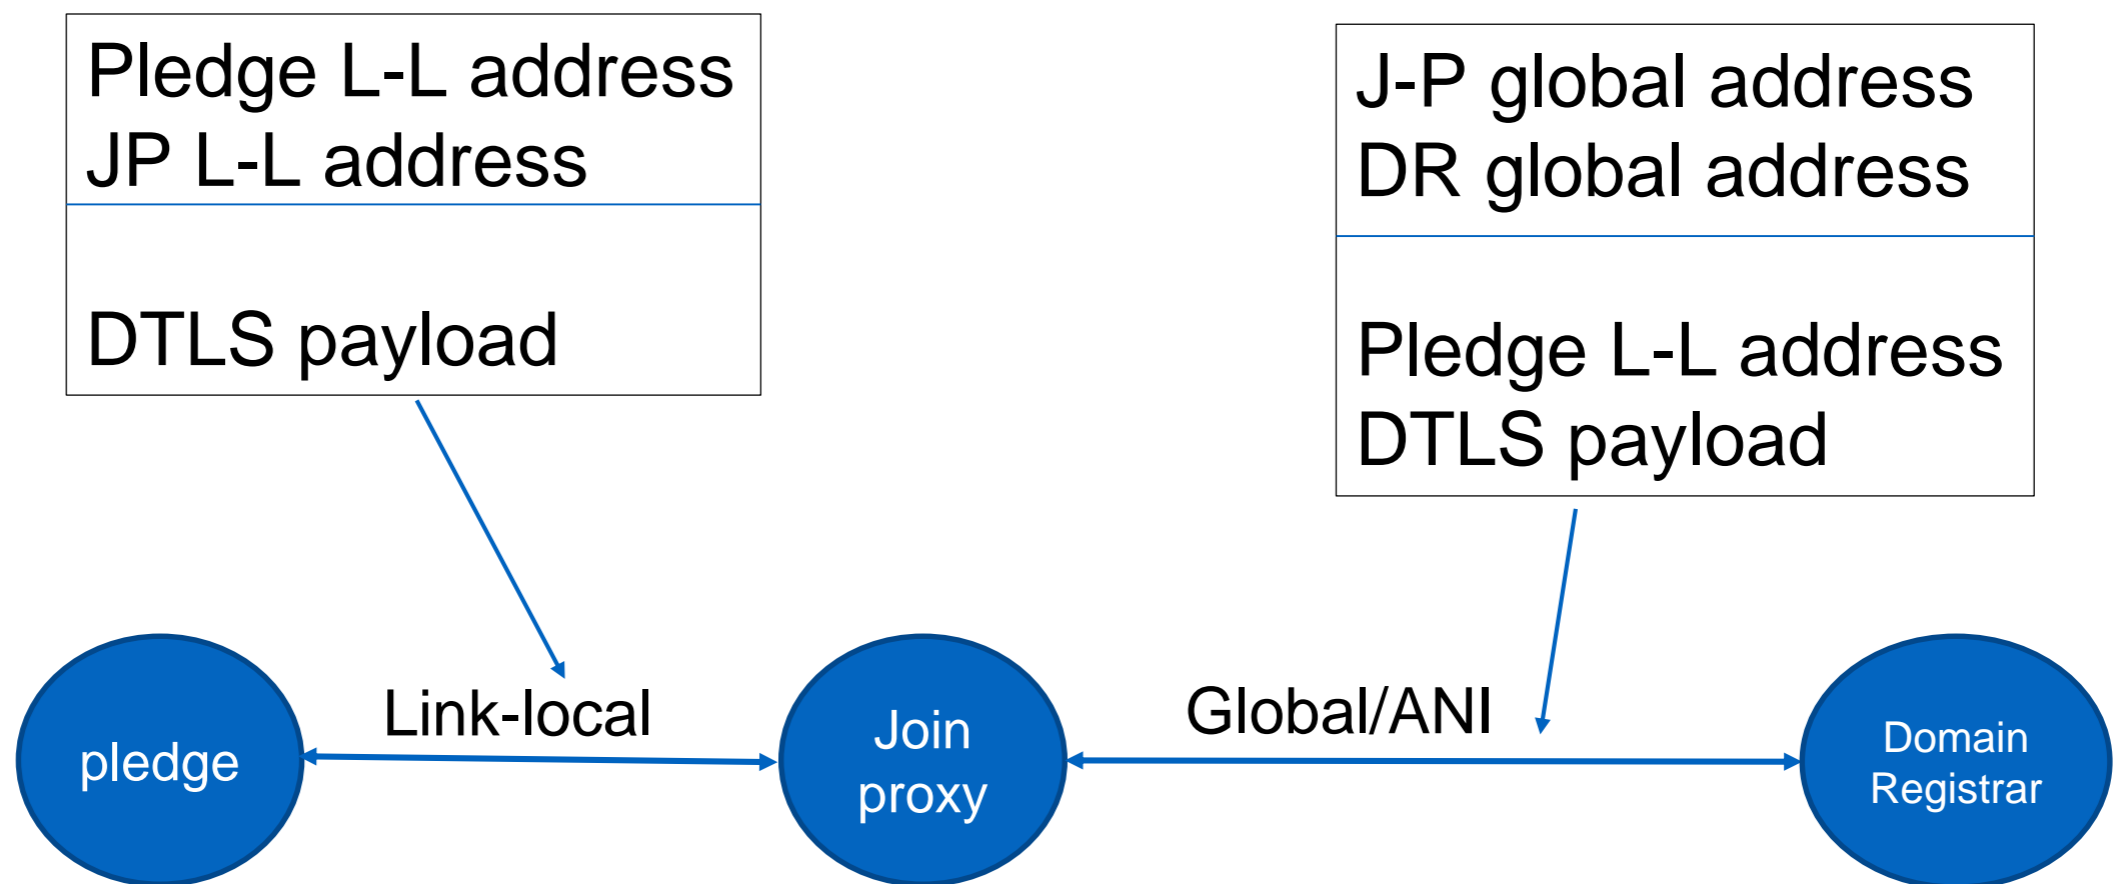 Pledge L-L address
JP L-L address
DTLS payload
J-P global address
DR global address
Pledge L-L address
DTLS payload
pledge
Link-local
Join
proxy
Global/ANI
Domain
Registrar